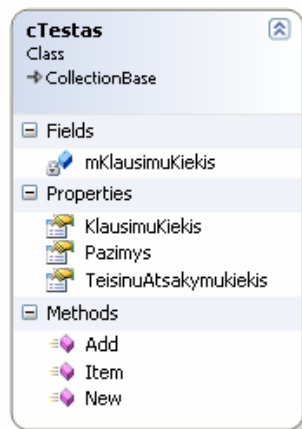 cTestas
Class
CollectionBase
Fields
mKlausimuKiekis
Properties
KlausimuKiekis
Pazimys
TeisinuAtsakymukiekis
Methods
Add
Item
New